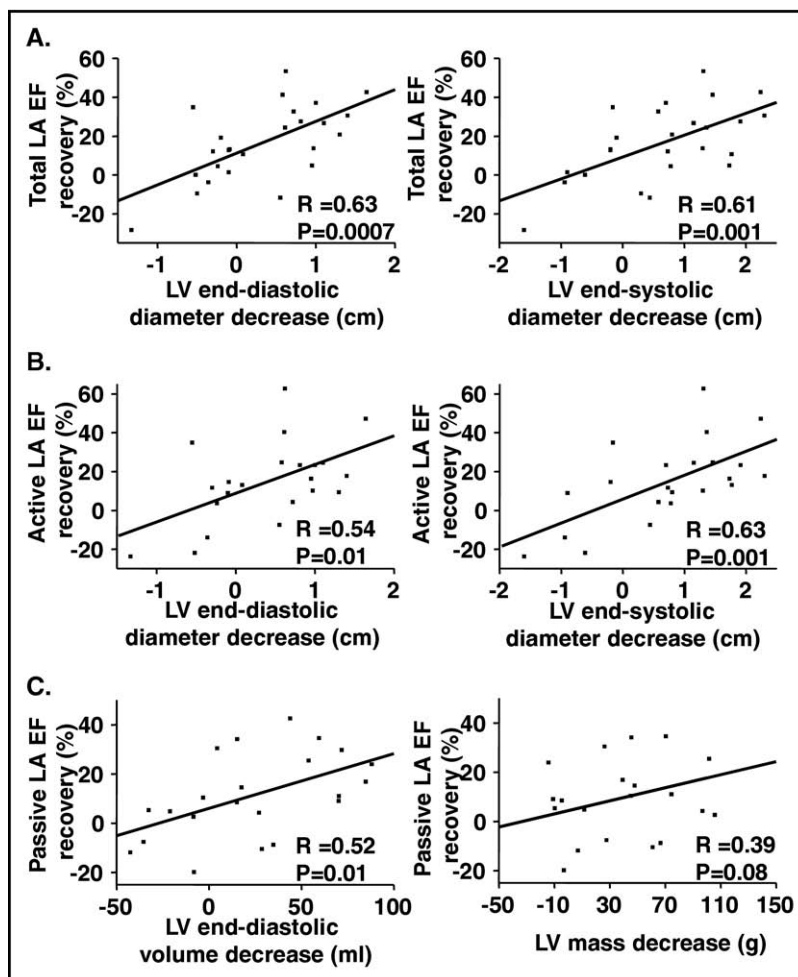 A.
Total LA EF
recovery (%)
60
40
20
0
-20
-1 0 1 2
R =0.63
P=0.0007
LV end-diastolic
diameter decrease (cm)
Total LA EF
recovery (%)
60
40
20
0
-20
-2 -1 0 1 2
R =0.61
P=0.001
LV end-systolic
diameter decrease (cm)
B.
Active LA EF
recovery (%)
60
40
20
0
-20
-1 0 1 2
R =0.54
P=0.01
LV end-diastolic
diameter decrease (cm)
Active LA EF
recovery (%)
60
40
20
0
-20
-2 -1 0 1 2
R =0.63
P=0.001
LV end-systolic
diameter decrease (cm)
C.
Passive LA EF
recovery (%)
40
20
0
-20
-50 0 50 100
R =0.52
P=0.01
LV end-diastolic
volume decrease (ml)
Passive LA EF
recovery (%)
40
20
0
-20
-50 -10 30 70 110 150
R =0.39
P=0.08
LV mass decrease (g)